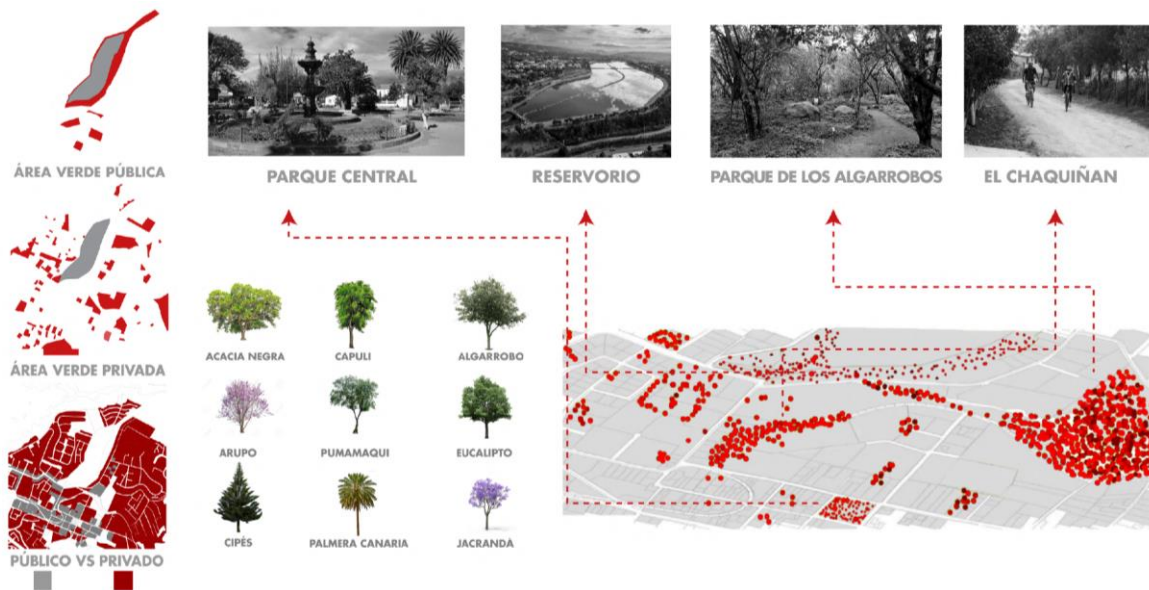 ÁREA VERDE PÚBLICA
ÁREA VERDE PRIVADA
PÚBLICO VS PRIVADO
PARQUE CENTRAL
RESERVORIO
PARQUE DE LOS ALGARROBOS
EL CHAQUIÑAN
ACACIA NEGRA
CAPULI
ALGARROBO
ARUPO
PUMAMAQUI
EUCALIPTO
CIPÉS
PALMERA CANARIA
JACRANDÁ